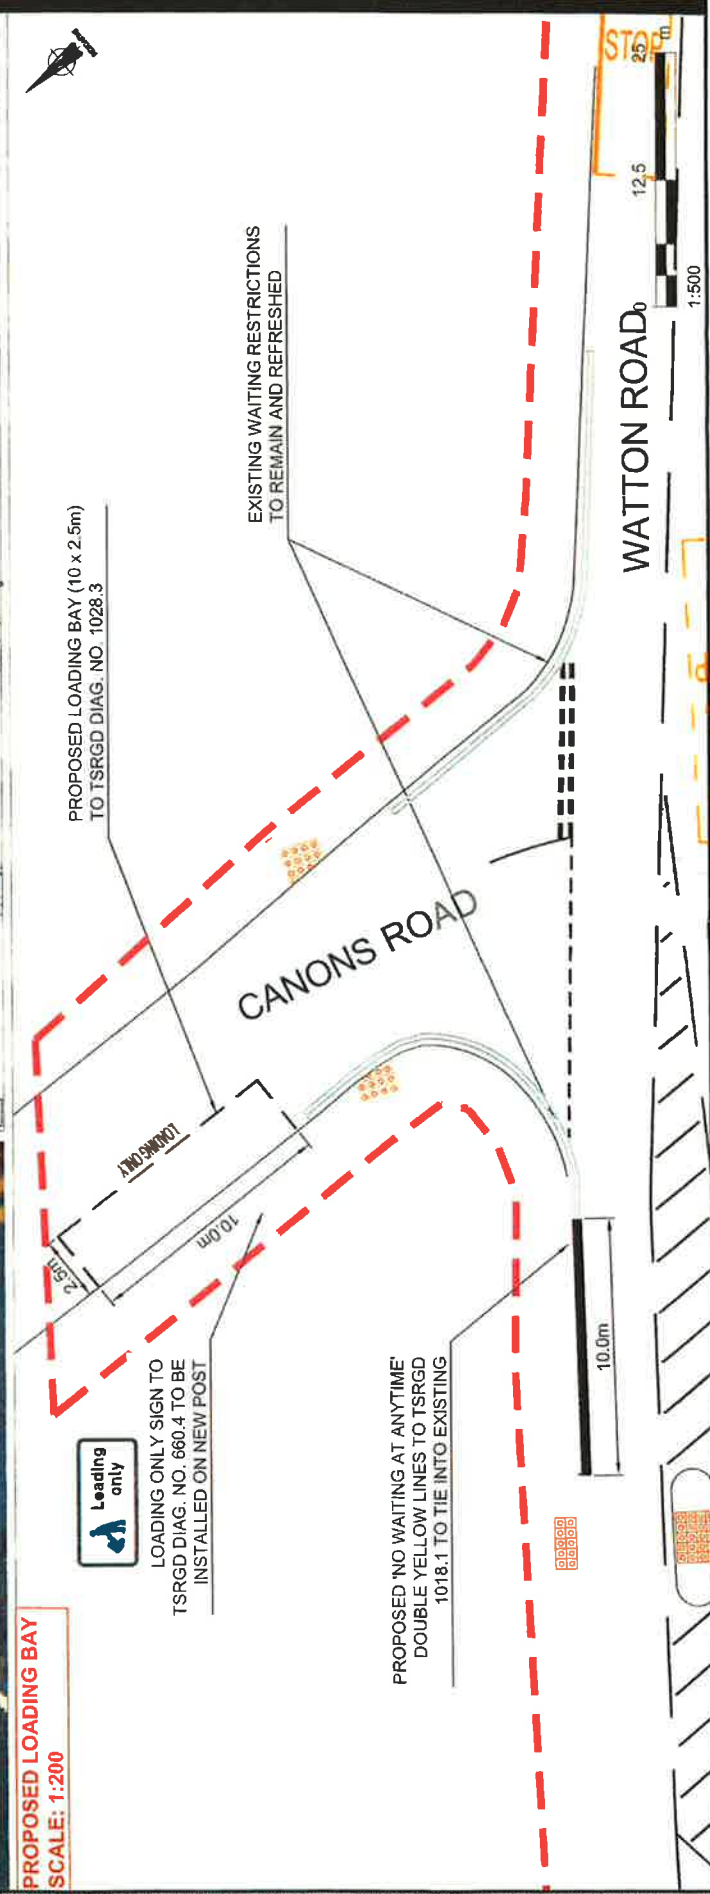 PROPOSED LOADING BAY
SCALE: 1:200
Loading
only
LOADING ONLY SIGN TO
TSRGD DIAG. NO. 660.4 TO BE
INSTALLED ON NEW POST
PROPOSED 'NO WAITING AT ANYTIME'
DOUBLE YELLOW LINES TO TSRGD
1018.1 TO TIE INTO EXISTING
2.5m
10.0m
LOADING ONLY
10.0m
PROPOSED LOADING BAY (10 x 2.5m)
TO TSRGD DIAG. NO. 1028.3
CANONS ROAD
EXISTING WAITING RESTRICTIONS
TO REMAIN AND REFRESHED
WATTON ROAD
STOP
0
12.5
25
m
1:500